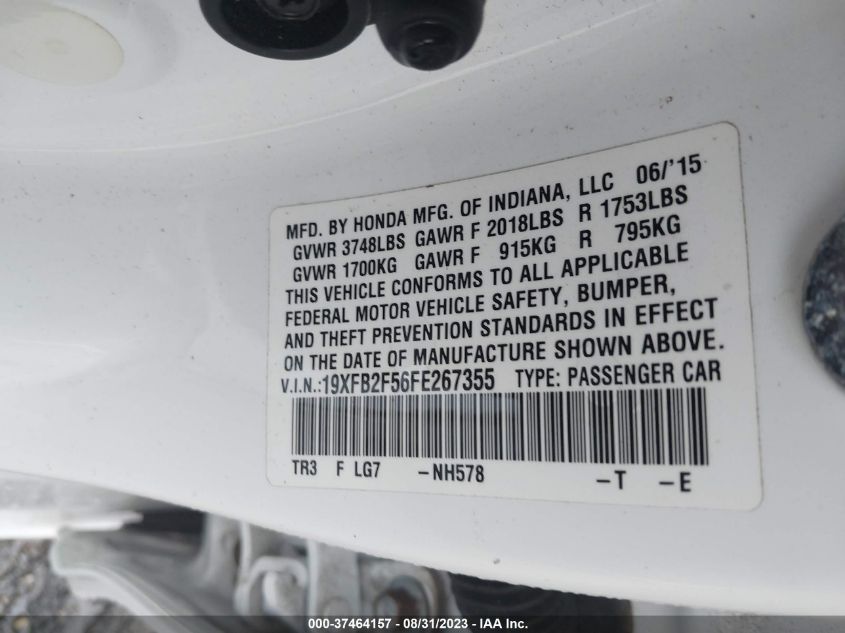 MFD. BY HONDA MFG. OF INDIANA, LLC 06/'15
GVWR 3748LBS GAWR F 2018LBS R 1753LBS
GVWR 1700KG GAWR F 915KG R 795KG
THIS VEHICLE CONFORMS TO ALL APPLICABLE
FEDERAL MOTOR VEHICLE SAFETY, BUMPER,
AND THEFT PREVENTION STANDARDS IN EFFECT
ON THE DATE OF MANUFACTURE SHOWN ABOVE.
V.I.N.:19XFB2F56FE267355 TYPE: PASSENGER CAR
TR3 F LG7 -NH578 -T -E
000-37464157 - 08/31/2023 - IAA Inc.